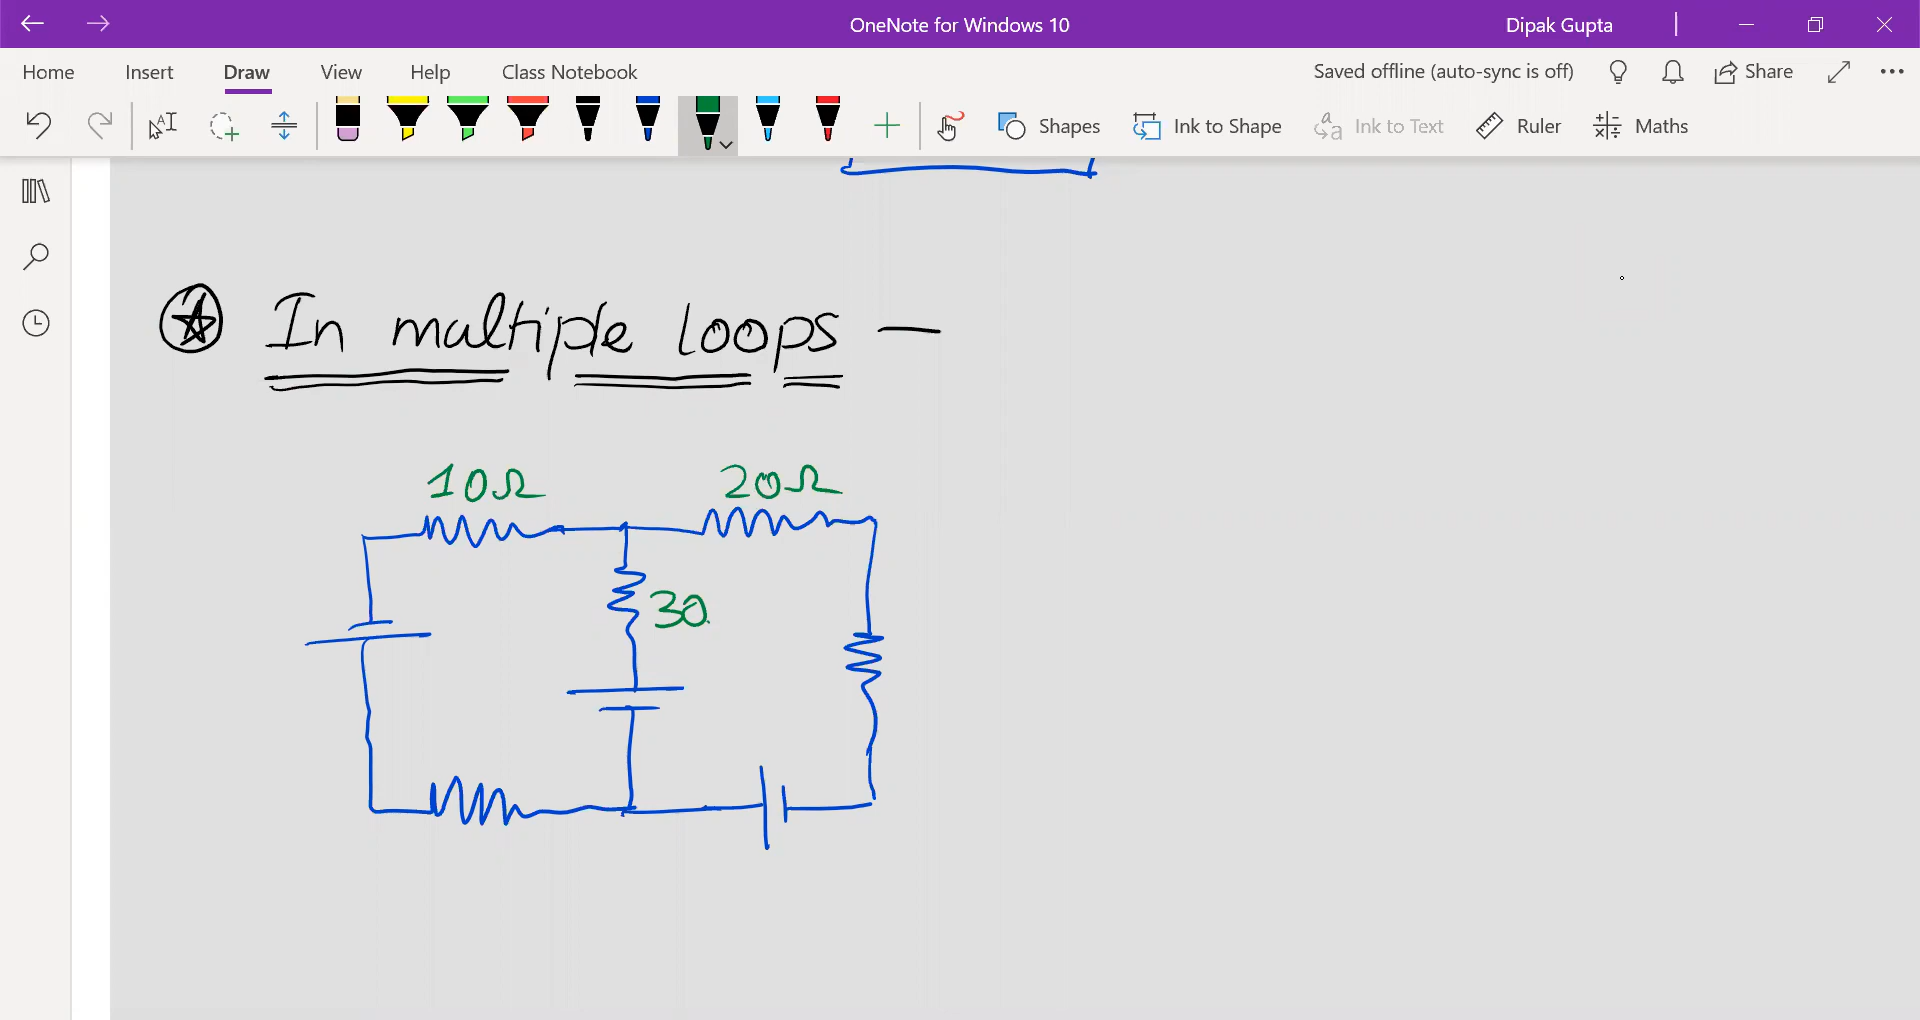 OneNote for Windows 10
Dipak Gupta
Home Insert Draw View Help Class Notebook
Saved offline (auto-sync is off) Share
Shapes Ink to Shape Ink to Text Ruler Maths
In multiple loops —
10Ω 20Ω
30